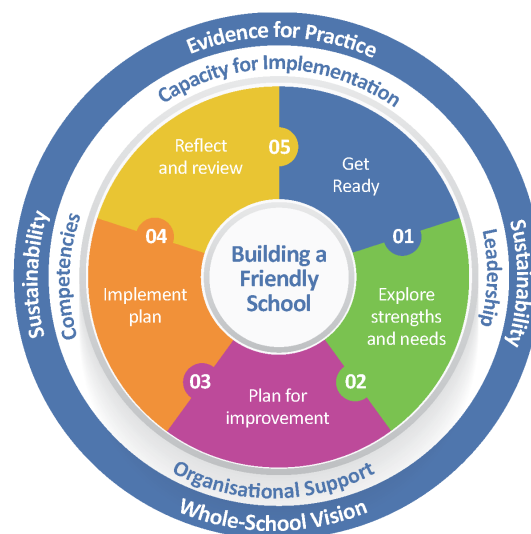 Evidence for Practice
Capacity for Implementation
Sustainability
Competencies
Leadership
Sustainability
Organisational Support
Whole-School Vision
Building a
Friendly
School
Get
Ready
01
Explore
strengths
and needs
02
Plan for
improvement
03
Implement
plan
04
Reflect
and review
05